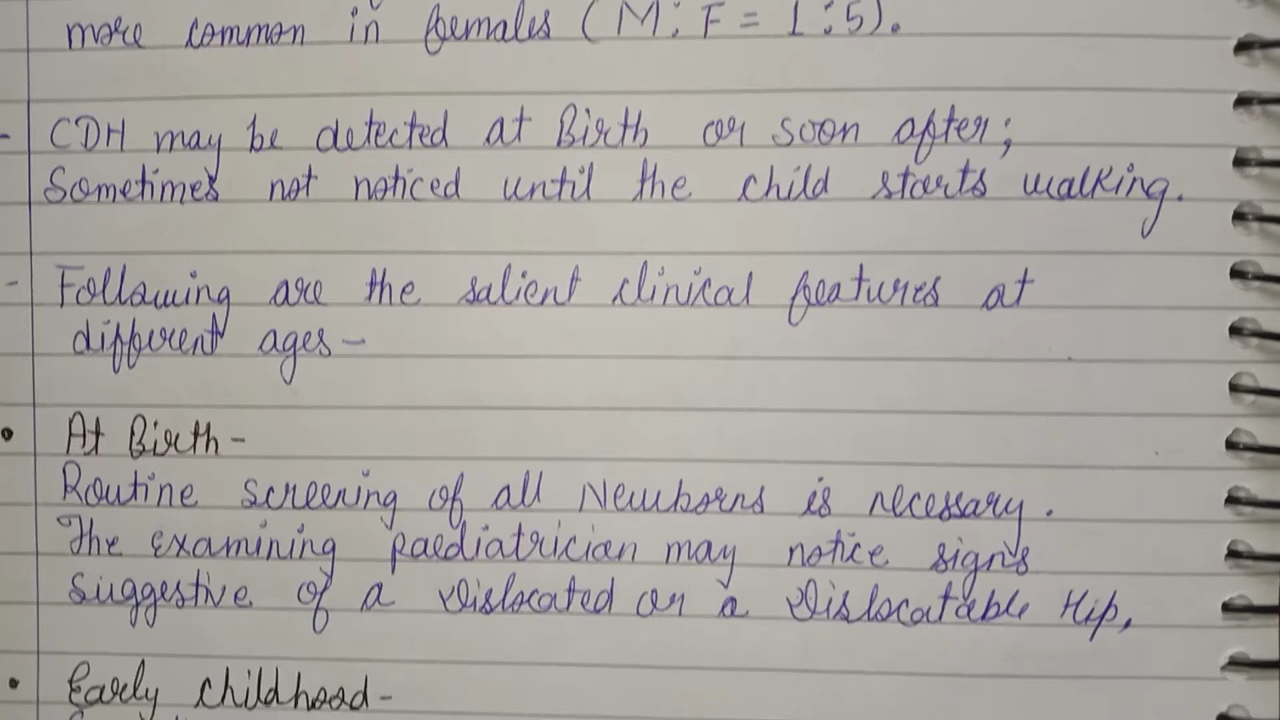 more common in females (M:F = 1:5).
- CDH may be detected at Birth or soon after;
Sometimes not noticed until the child starts walking.
- Following are the salient clinical features at
different ages-
• At Birth-
Routine screening of all Newborns is necessary.
The examining paediatrician may notice signs
suggestive of a dislocated or a dislocatable Hip.
• Early childhood-